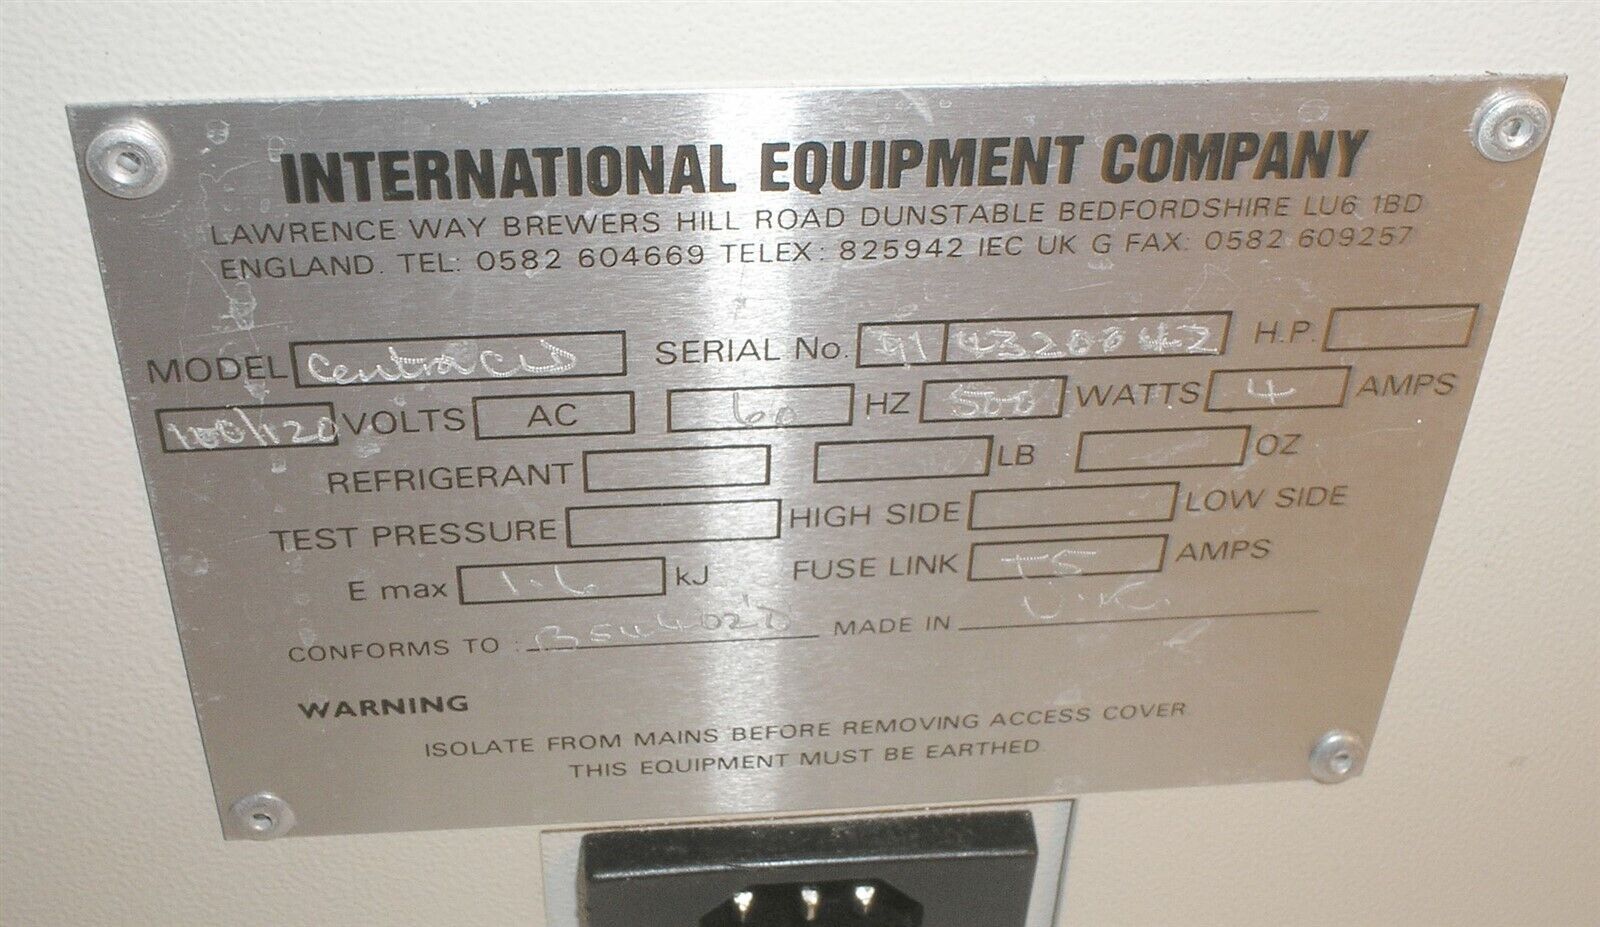 INTERNATIONAL EQUIPMENT COMPANY
LAWRENCE WAY BREWERS HILL ROAD DUNSTABLE BEDFORDSHIRE LU6 1BD
ENGLAND. TEL: 0582 604669 TELEX: 825942 IEC UK G FAX: 0582 609257
MODEL SERIAL No. 91 H.P.
100/120 VOLTS AC 60 HZ 500 WATTS 4 AMPS
REFRIGERANT LB OZ
TEST PRESSURE HIGH SIDE LOW SIDE
E max 1.6 kJ FUSE LINK AMPS
CONFORMS TO : MADE IN U.K.
WARNING
ISOLATE FROM MAINS BEFORE REMOVING ACCESS COVER.
THIS EQUIPMENT MUST BE EARTHED.